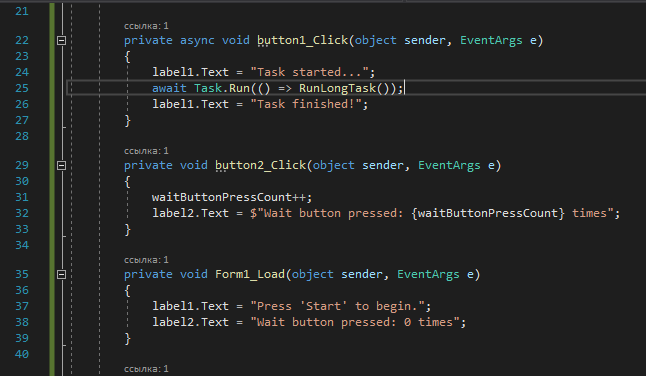 21
ссылка: 1
22 private async void button1_Click(object sender, EventArgs e)
23 {
24 label1.Text = "Task started...";
25 await Task.Run(() => RunLongTask());
26 label1.Text = "Task finished!";
27 }
28
ссылка: 1
29 private void button2_Click(object sender, EventArgs e)
30 {
31 waitButtonPressCount++;
32 label2.Text = $"Wait button pressed: {waitButtonPressCount} times";
33 }
34
ссылка: 1
35 private void Form1_Load(object sender, EventArgs e)
36 {
37 label1.Text = "Press 'Start' to begin.";
38 label2.Text = "Wait button pressed: 0 times";
39 }
40
ссылка: 1